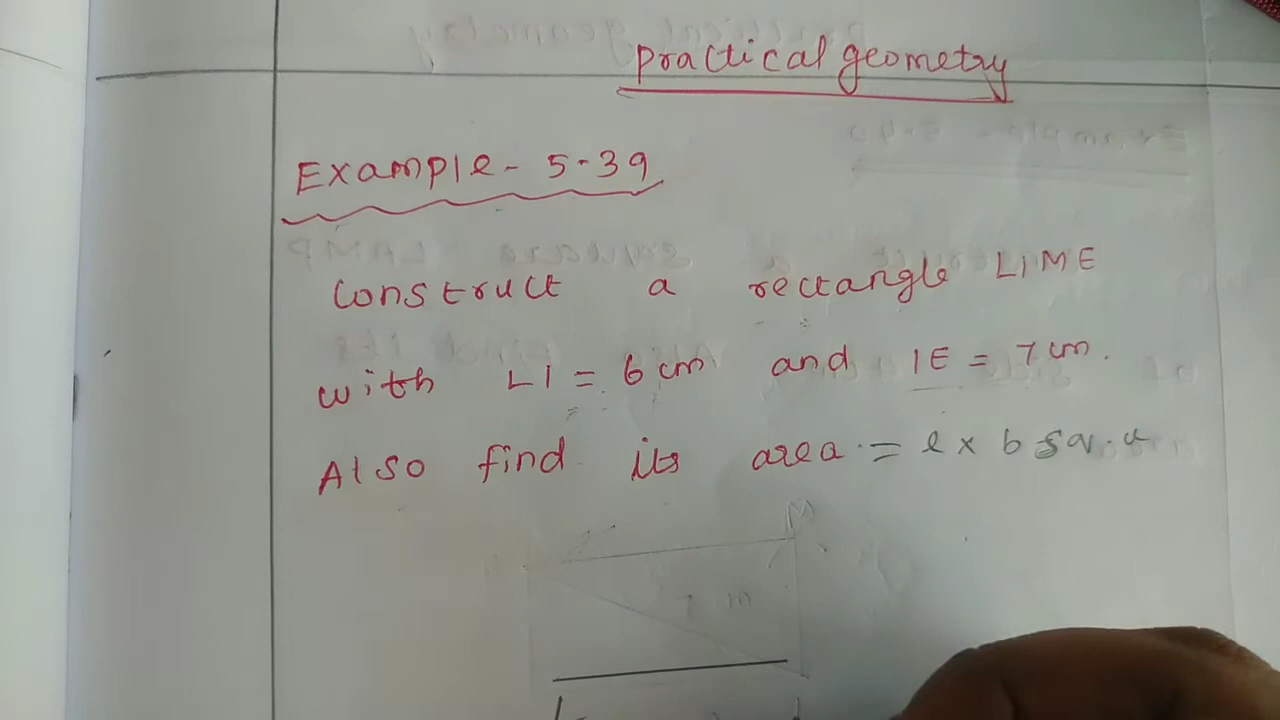 practical geometry
Example - 5.39
Construct a rectangle LIME
with LI = 6 cm and IE = 7 cm.
Also find its area = l x b sq. u
M